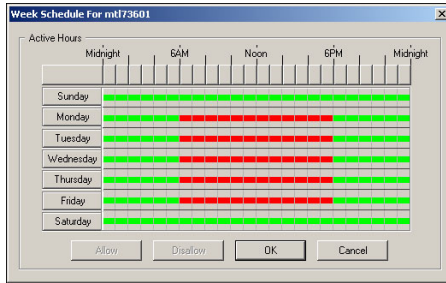 Week Schedule For mtl73601
Active Hours
Midnight 6AM Noon 6PM Midnight
Sunday
Monday
Tuesday
Wednesday
Thursday
Friday
Saturday
Allow Disallow OK Cancel